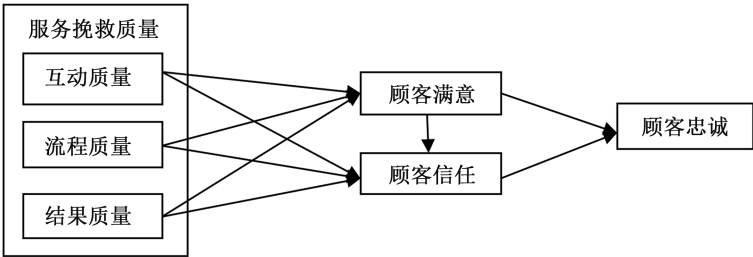 服务挽救质量
互动质量
流程质量
结果质量
顾客满意
顾客信任
顾客忠诚